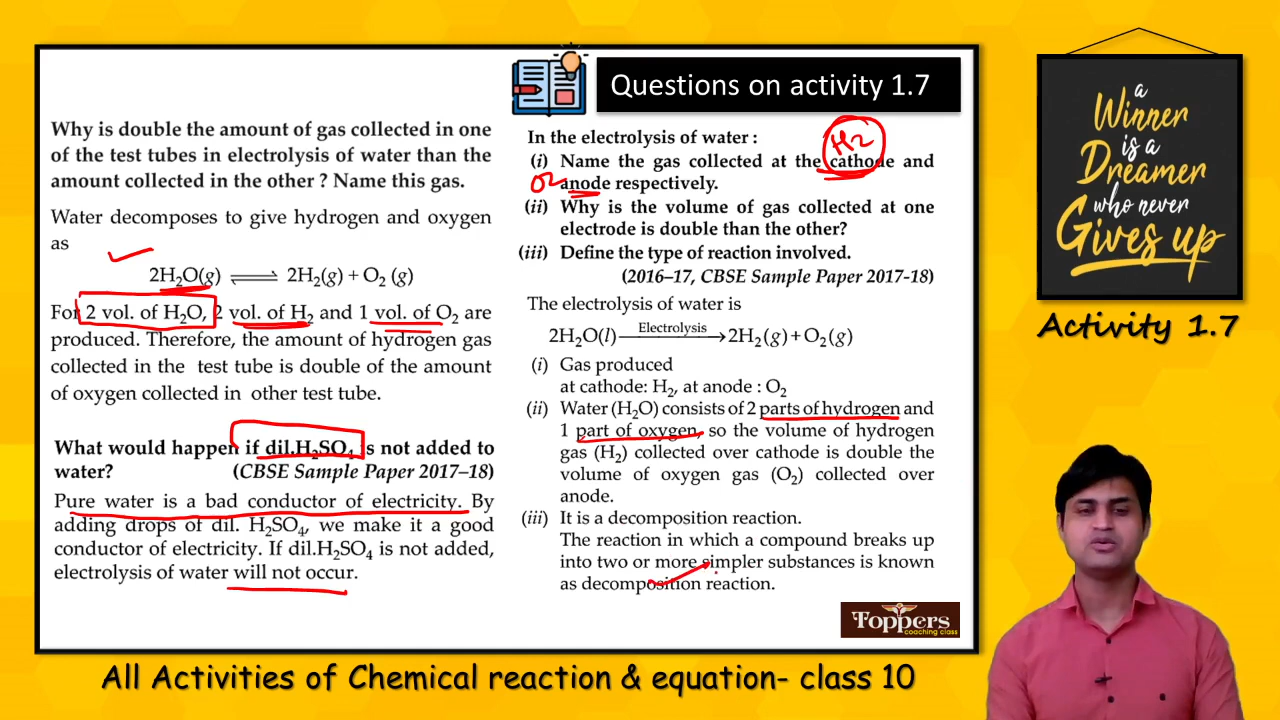 Questions on activity 1.7
Why is double the amount of gas collected in one
of the test tubes in electrolysis of water than the
amount collected in the other ? Name this gas.
Water decomposes to give hydrogen and oxygen
as
2H₂O(g) ⇌ 2H₂(g) + O₂ (g)
For 2 vol. of H₂O, 2 vol. of H₂ and 1 vol. of O₂ are
produced. Therefore, the amount of hydrogen gas
collected in the test tube is double of the amount
of oxygen collected in other test tube.
What would happen if dil.H₂SO₄ is not added to
water? (CBSE Sample Paper 2017–18)
Pure water is a bad conductor of electricity. By
adding drops of dil. H₂SO₄, we make it a good
conductor of electricity. If dil.H₂SO₄ is not added,
electrolysis of water will not occur.
In the electrolysis of water :
H2
(i) Name the gas collected at the cathode and
O2
anode respectively.
(ii) Why is the volume of gas collected at one
electrode is double than the other?
(iii) Define the type of reaction involved.
(2016–17, CBSE Sample Paper 2017-18)
The electrolysis of water is
Electrolysis
2H₂O(l) → 2H₂(g) + O₂(g)
(i) Gas produced
at cathode: H₂, at anode : O₂
(ii) Water (H₂O) consists of 2 parts of hydrogen and
1 part of oxygen, so the volume of hydrogen
gas (H₂) collected over cathode is double the
volume of oxygen gas (O₂) collected over
anode.
(iii) It is a decomposition reaction.
The reaction in which a compound breaks up
into two or more simpler substances is known
as decomposition reaction.
Toppers
coaching class
a
Winner
is a
Dreamer
who never
Gives up
Activity 1.7
All Activities of Chemical reaction & equation- class 10